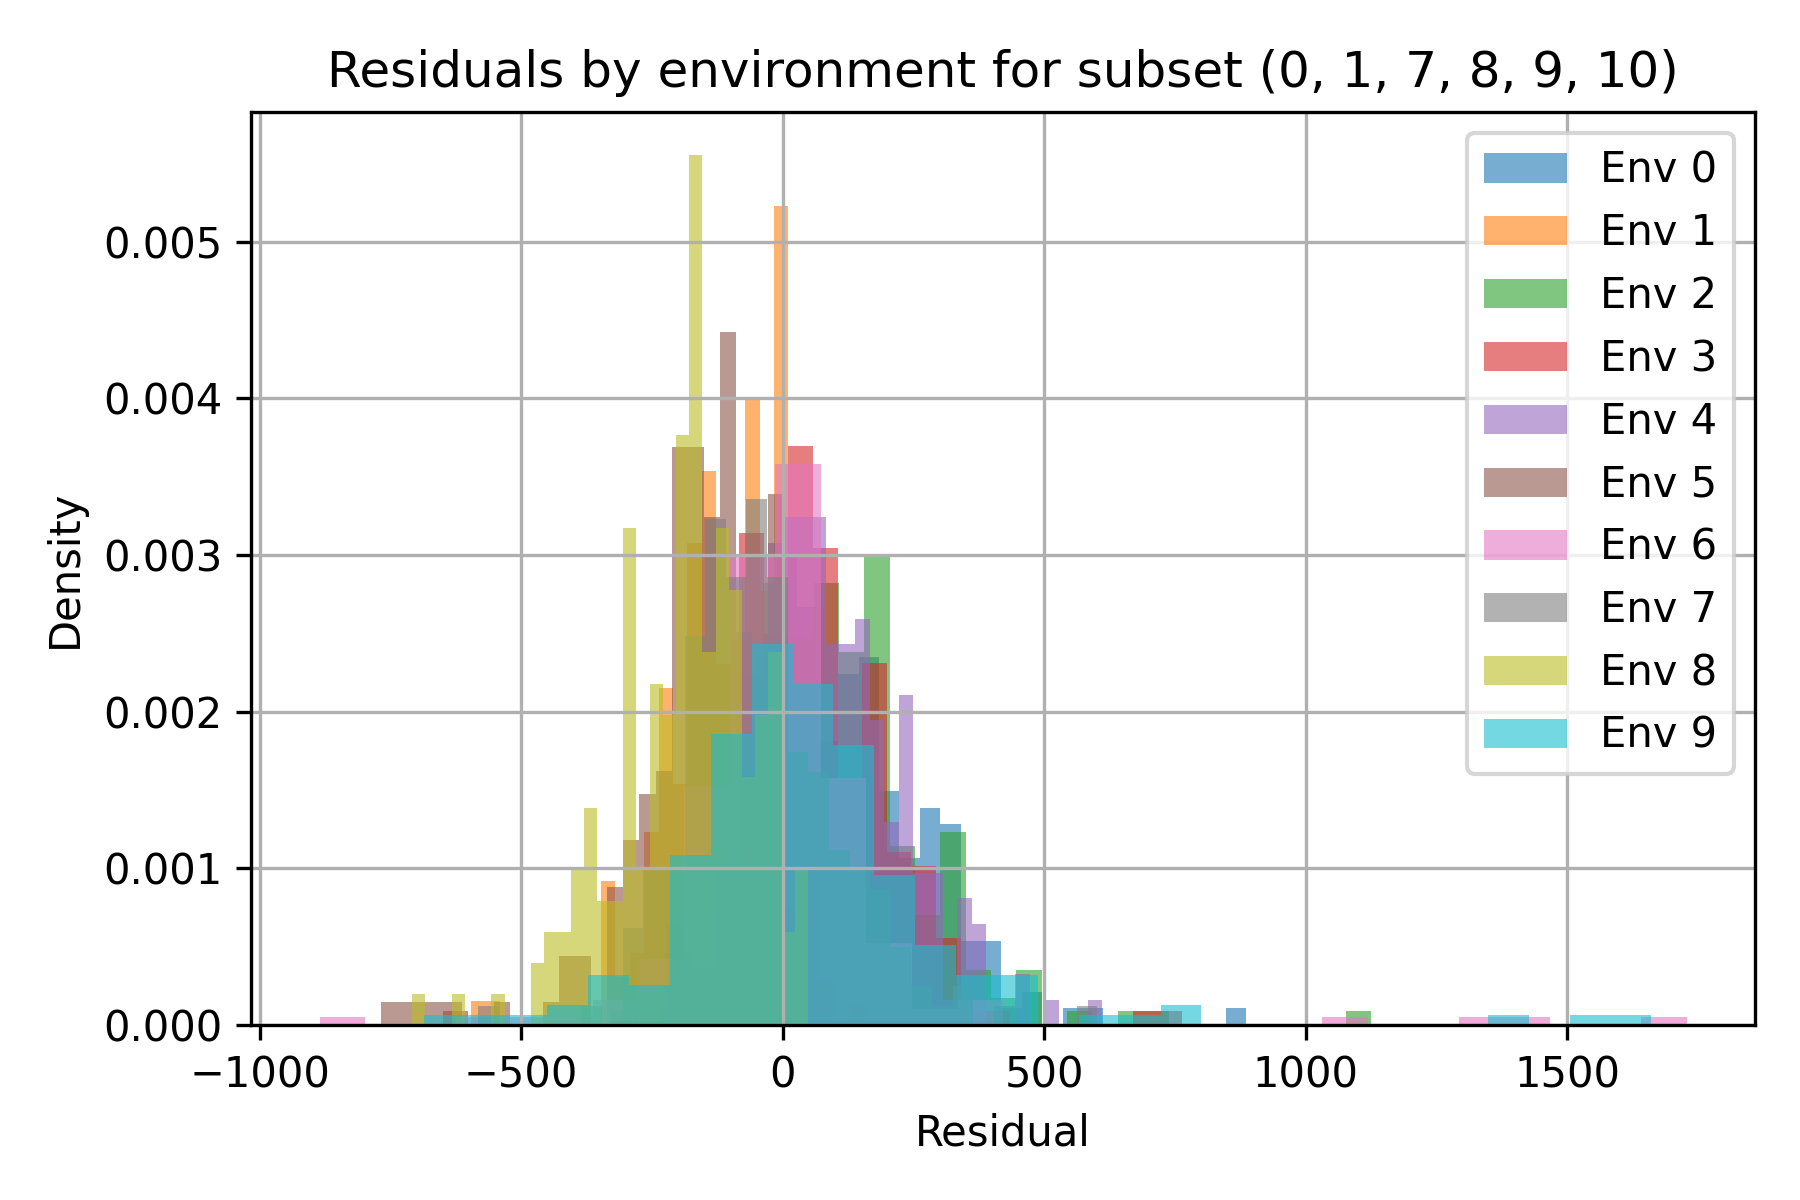 Residuals by environment for subset (0, 1, 7, 8, 9, 10)
Env 0
Env 1
Env 2
Env 3
Env 4
Env 5
Env 6
Env 7
Env 8
Env 9
0.005
0.004
0.003
0.002
0.001
0.000
Density
−1000
−500
0
500
1000
1500
Residual